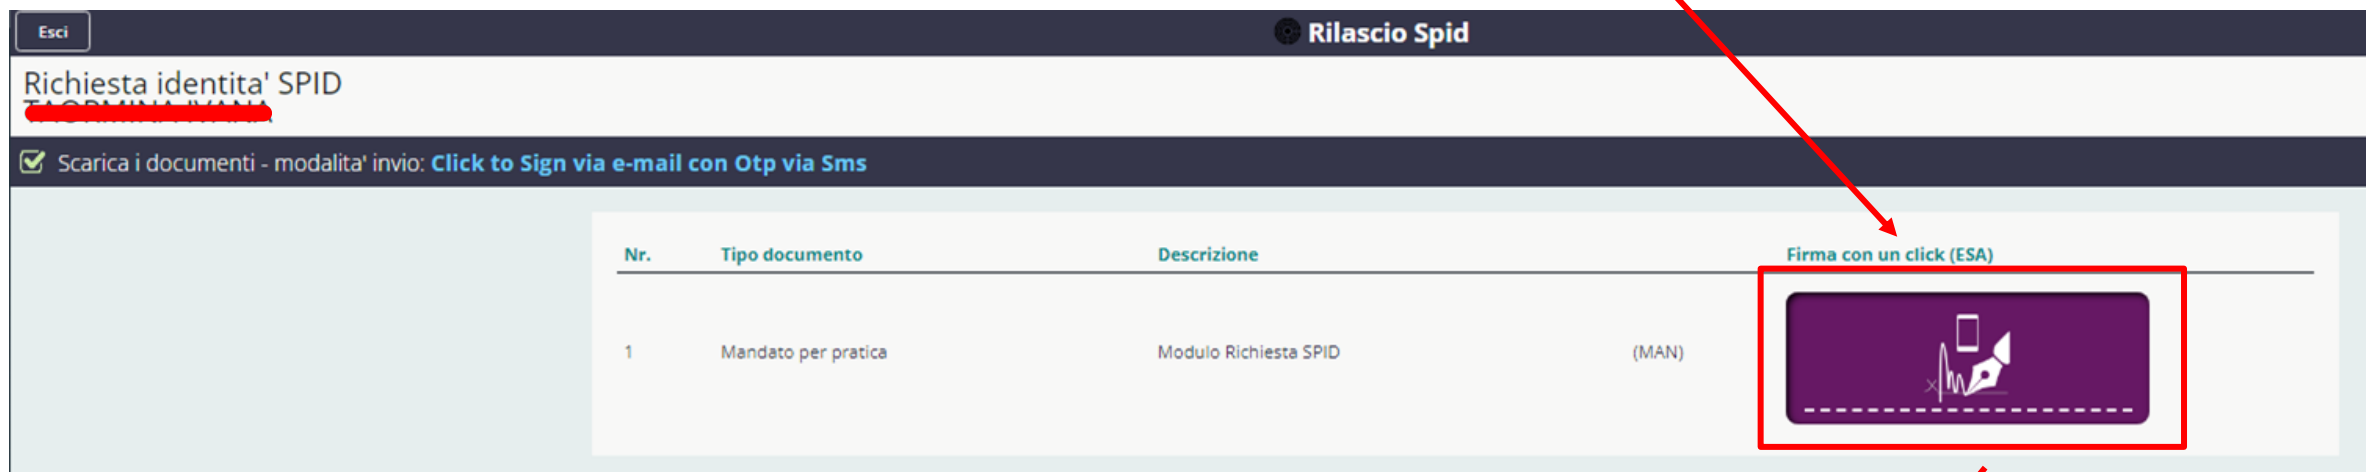 Esci
Rilascio Spid
Richiesta identita' SPID
Scarica i documenti - modalita' invio: Click to Sign via e-mail con Otp via Sms
Nr. Tipo documento Descrizione Firma con un click (ESA)
1 Mandato per pratica Modulo Richiesta SPID (MAN)